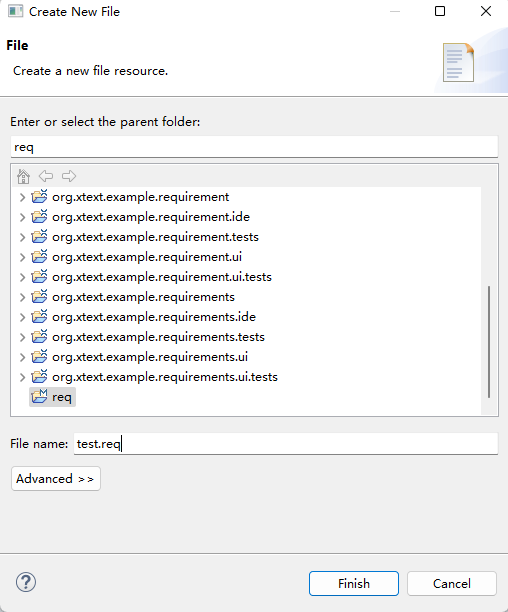 Create New File
File
Create a new file resource.
Enter or select the parent folder:
req
org.xtext.example.requirement
org.xtext.example.requirement.ide
org.xtext.example.requirement.tests
org.xtext.example.requirement.ui
org.xtext.example.requirement.ui.tests
org.xtext.example.requirements
org.xtext.example.requirements.ide
org.xtext.example.requirements.tests
org.xtext.example.requirements.ui
org.xtext.example.requirements.ui.tests
req
File name: test.req
Advanced >>
? Finish Cancel